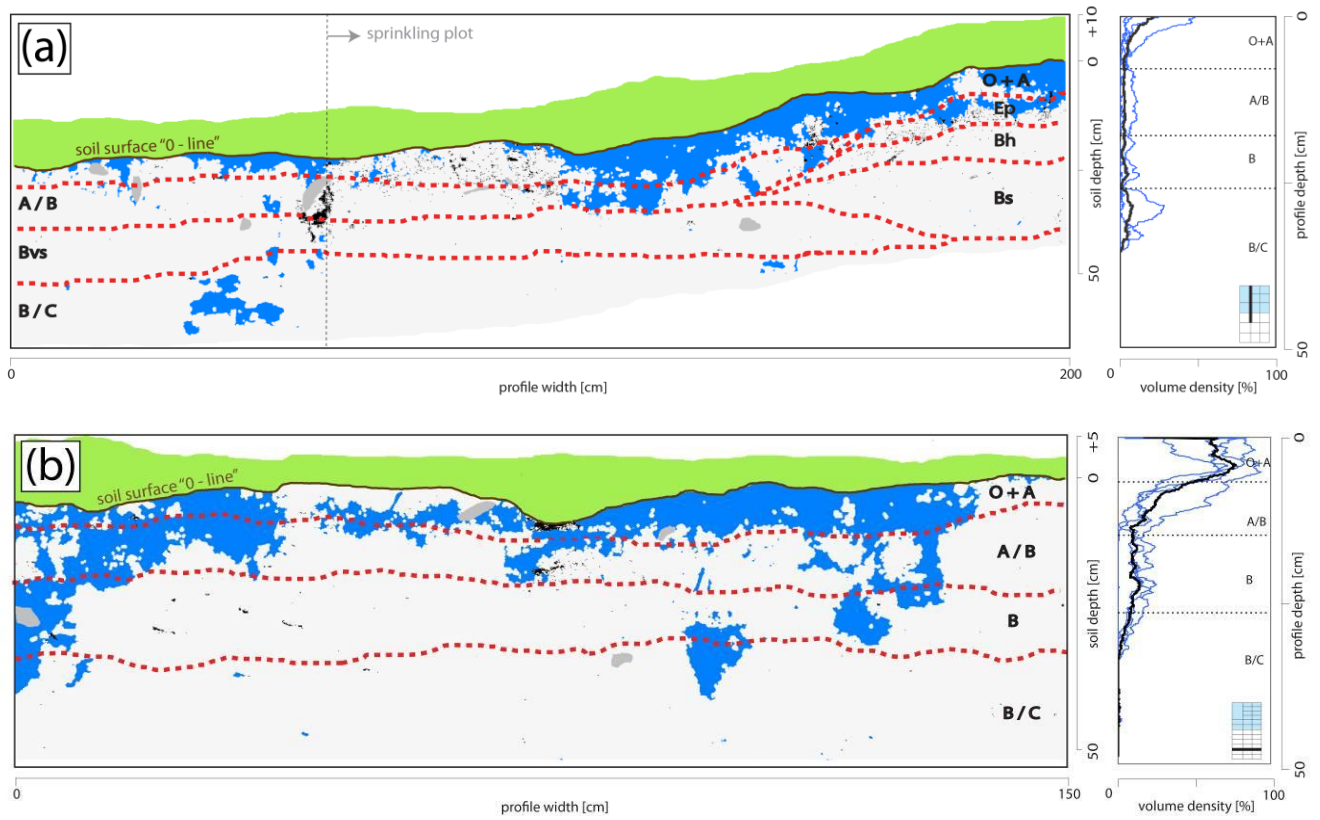 (a)
sprinkling plot
soil surface "0 - line"
O + A
Ep
Bh
Bs
A / B
Bvs
B / C
+10
0
50
soil depth [cm]
0
200
profile width [cm]
O+A
A/B
B
B/C
0
50
profile depth [cm]
0
100
volume density [%]
(b)
soil surface "0 - line"
O + A
A / B
B
B / C
+5
0
50
soil depth [cm]
0
150
profile width [cm]
O+A
A/B
B
B/C
0
50
profile depth [cm]
0
100
volume density [%]